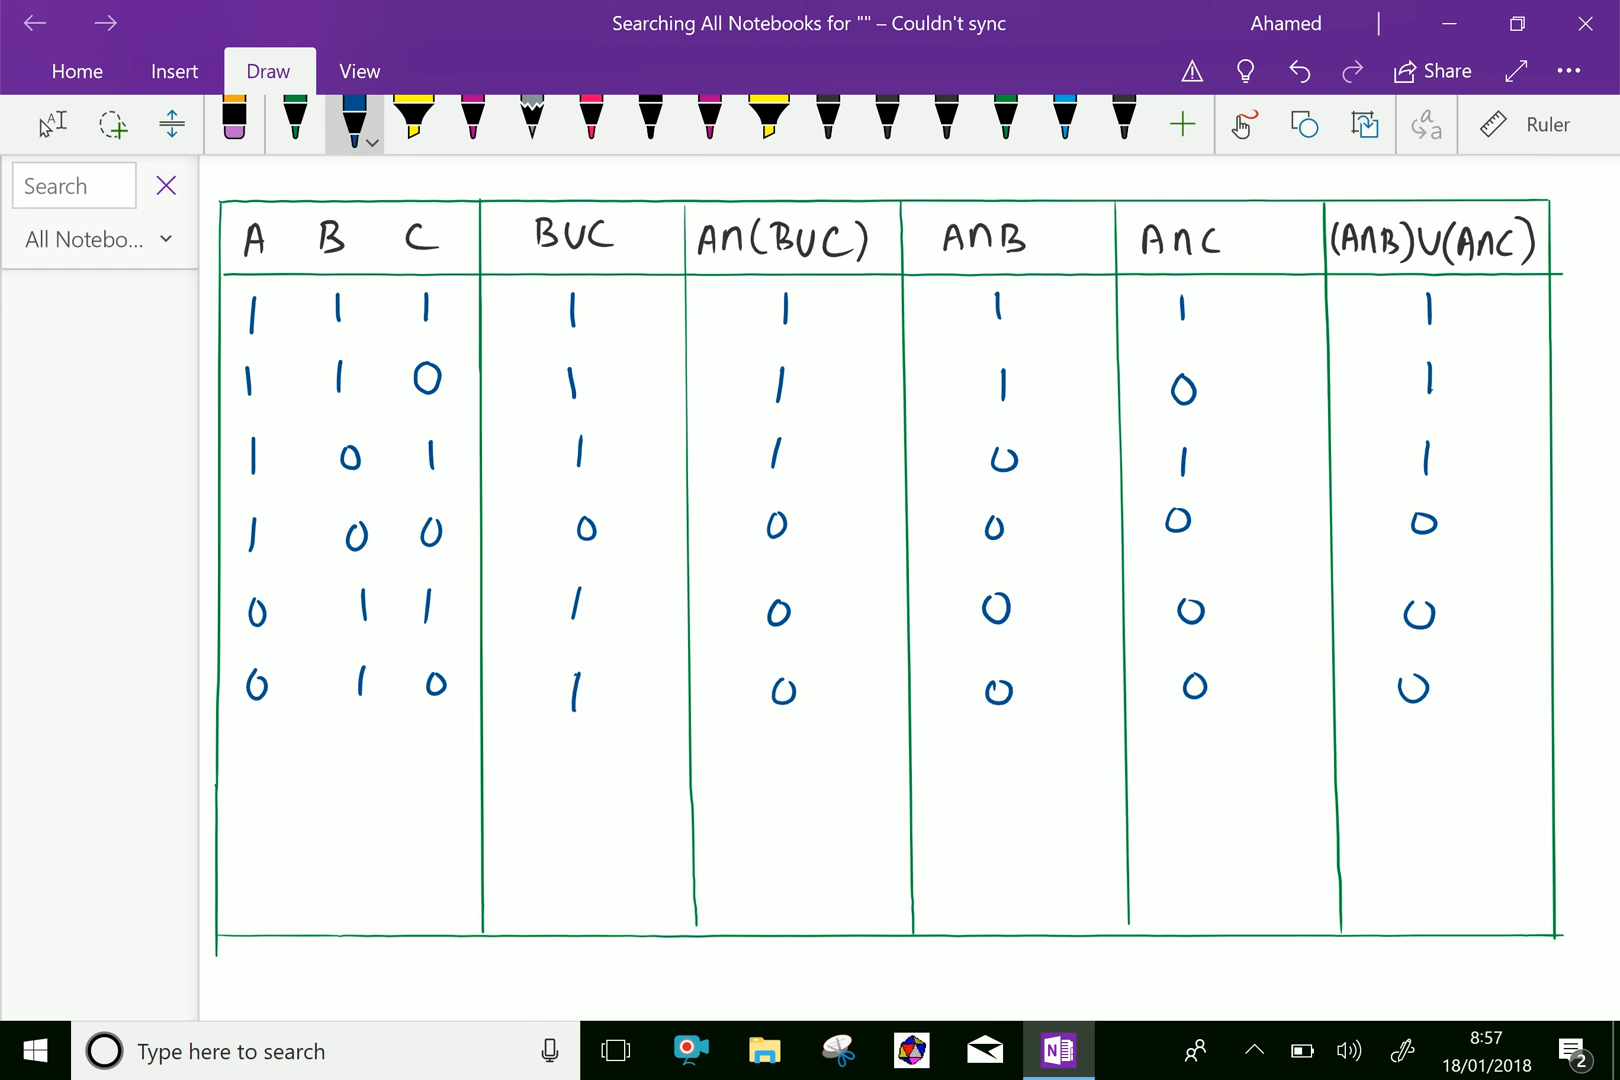 Searching All Notebooks for "" – Couldn't sync
Ahamed
Home Insert Draw View
Share
Ruler
Search
All Notebo...
A B C BUC A∩(BUC) A∩B A∩C (A∩B)U(A∩C)
1 1 1 1 1 1 1 1
1 1 0 1 1 1 0 1
1 0 1 1 1 0 1 1
1 0 0 0 0 0 0 0
0 1 1 1 0 0 0 0
0 1 0 1 0 0 0 0
Type here to search
8:57
18/01/2018
2